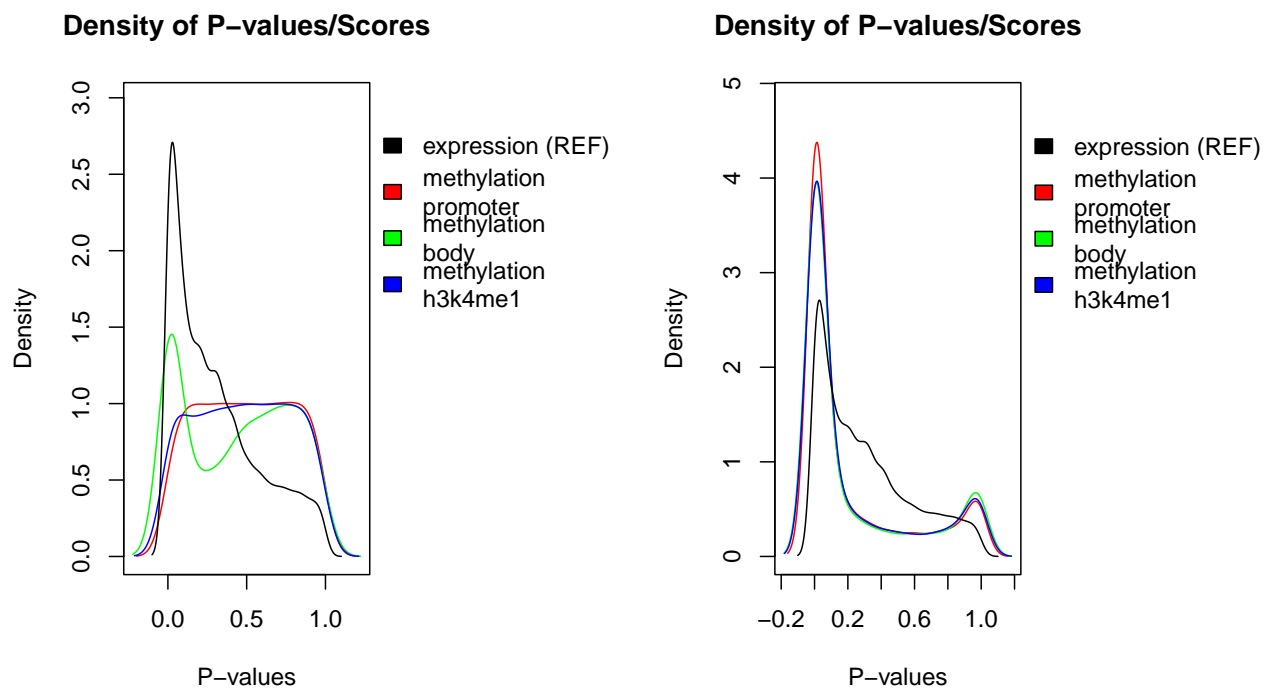 Density of P−values/Scores
Density
3.0
2.5
2.0
1.5
1.0
0.5
0.0
0.0 0.5 1.0
P−values
expression (REF)
methylation
promoter
methylation
body
methylation
h3k4me1
Density of P−values/Scores
Density
5
4
3
2
1
0
−0.2 0.2 0.6 1.0
P−values
expression (REF)
methylation
promoter
methylation
body
methylation
h3k4me1